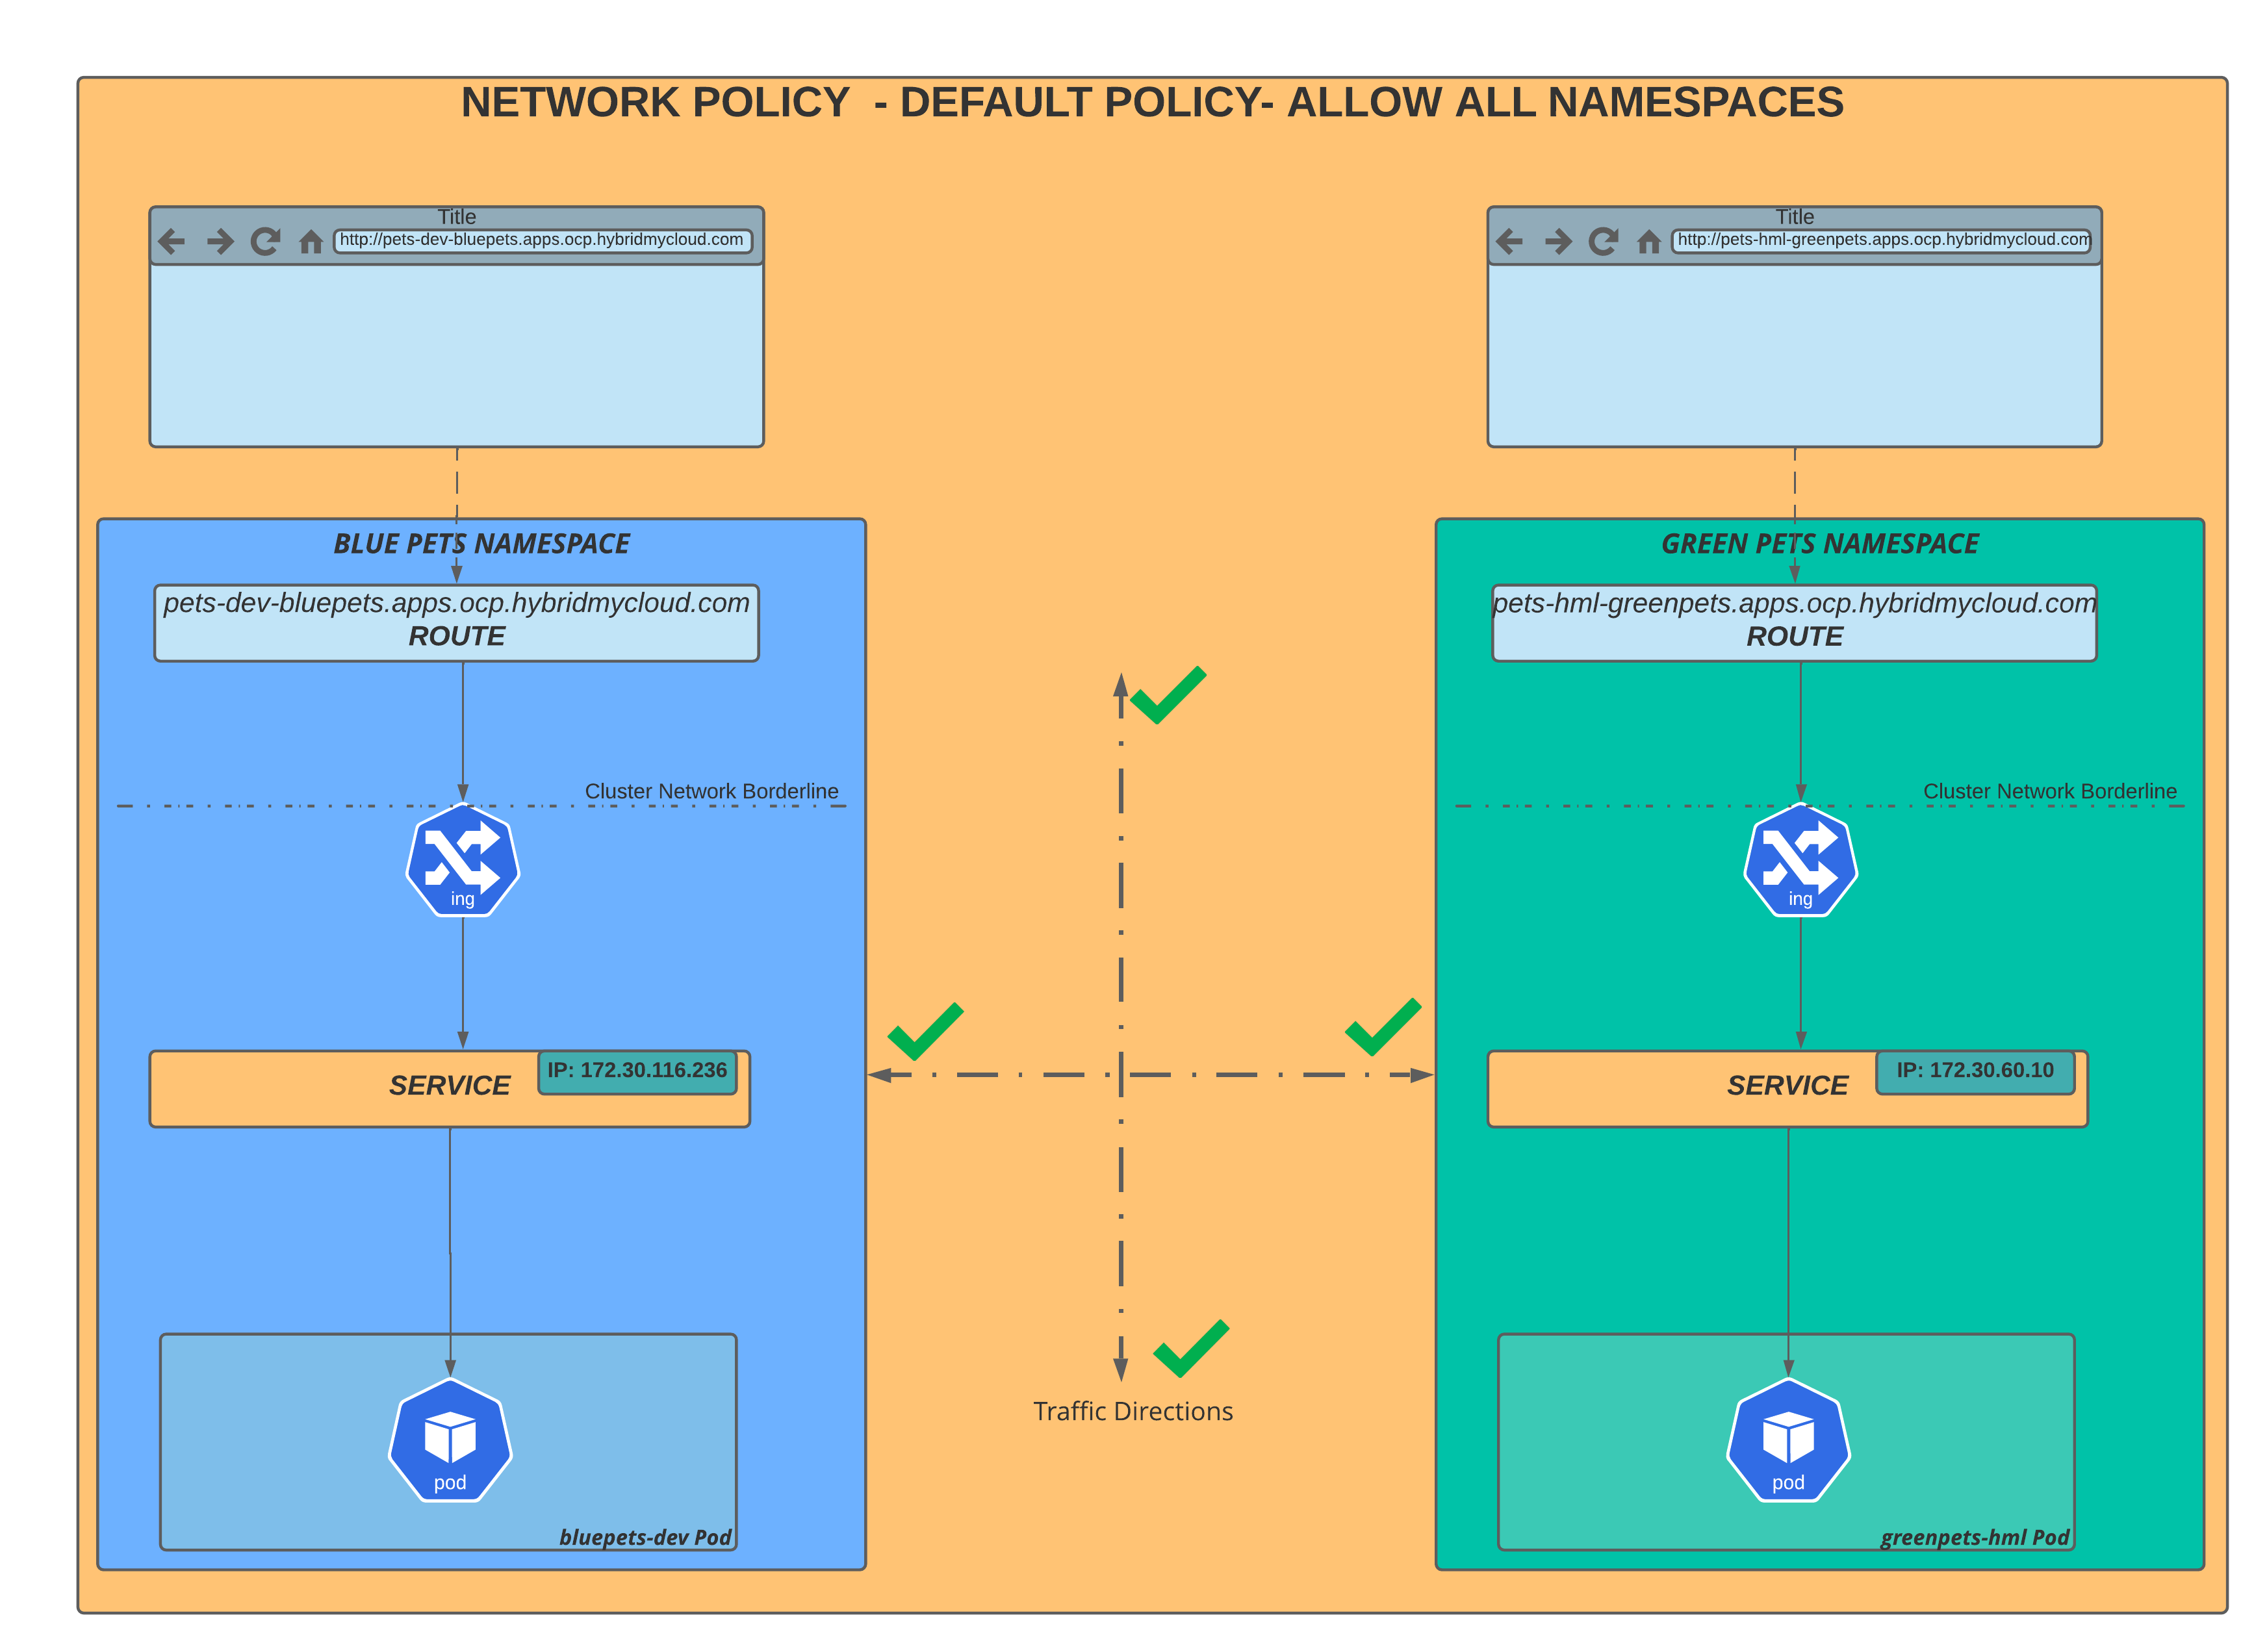 NETWORK POLICY  - DEFAULT POLICY- ALLOW ALL NAMESPACES
Title
http://pets-dev-bluepets.apps.ocp.hybridmycloud.com
Title
http://pets-hml-greenpets.apps.ocp.hybridmycloud.com
BLUE PETS NAMESPACE
pets-dev-bluepets.apps.ocp.hybridmycloud.com
ROUTE
Cluster Network Borderline
ing
SERVICE
IP: 172.30.116.236
pod
bluepets-dev Pod
Traffic Directions
GREEN PETS NAMESPACE
pets-hml-greenpets.apps.ocp.hybridmycloud.com
ROUTE
Cluster Network Borderline
ing
SERVICE
IP: 172.30.60.10
pod
greenpets-hml Pod